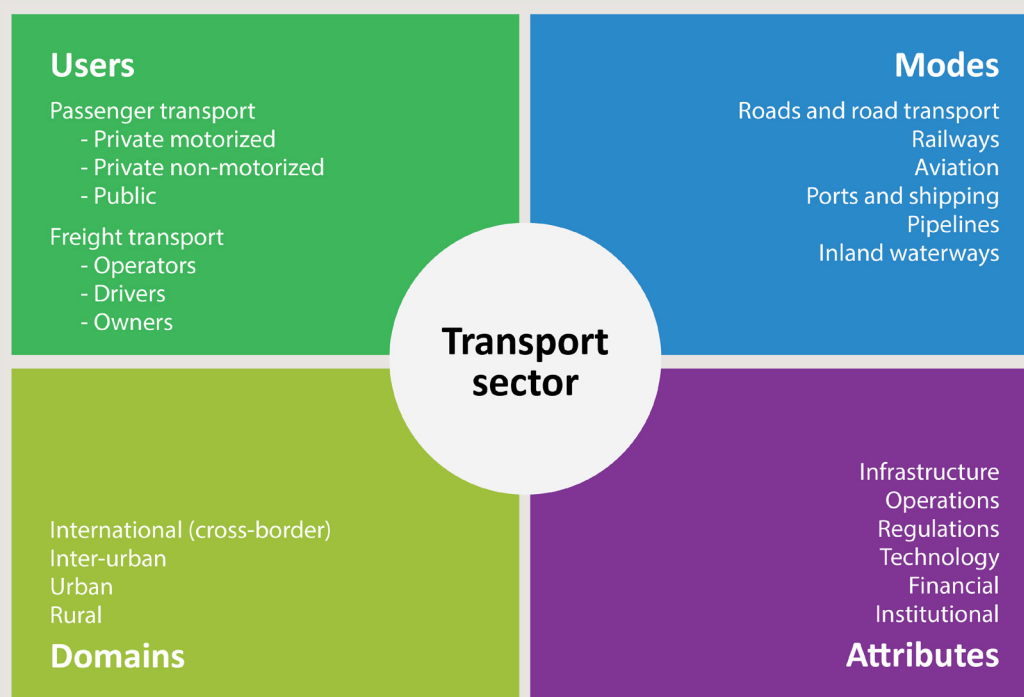 Users
Passenger transport
- Private motorized
- Private non-motorized
- Public
Freight transport
- Operators
- Drivers
- Owners
Modes
Roads and road transport
Railways
Aviation
Ports and shipping
Pipelines
Inland waterways
Transport
sector
International (cross-border)
Inter-urban
Urban
Rural
Domains
Infrastructure
Operations
Regulations
Technology
Financial
Institutional
Attributes